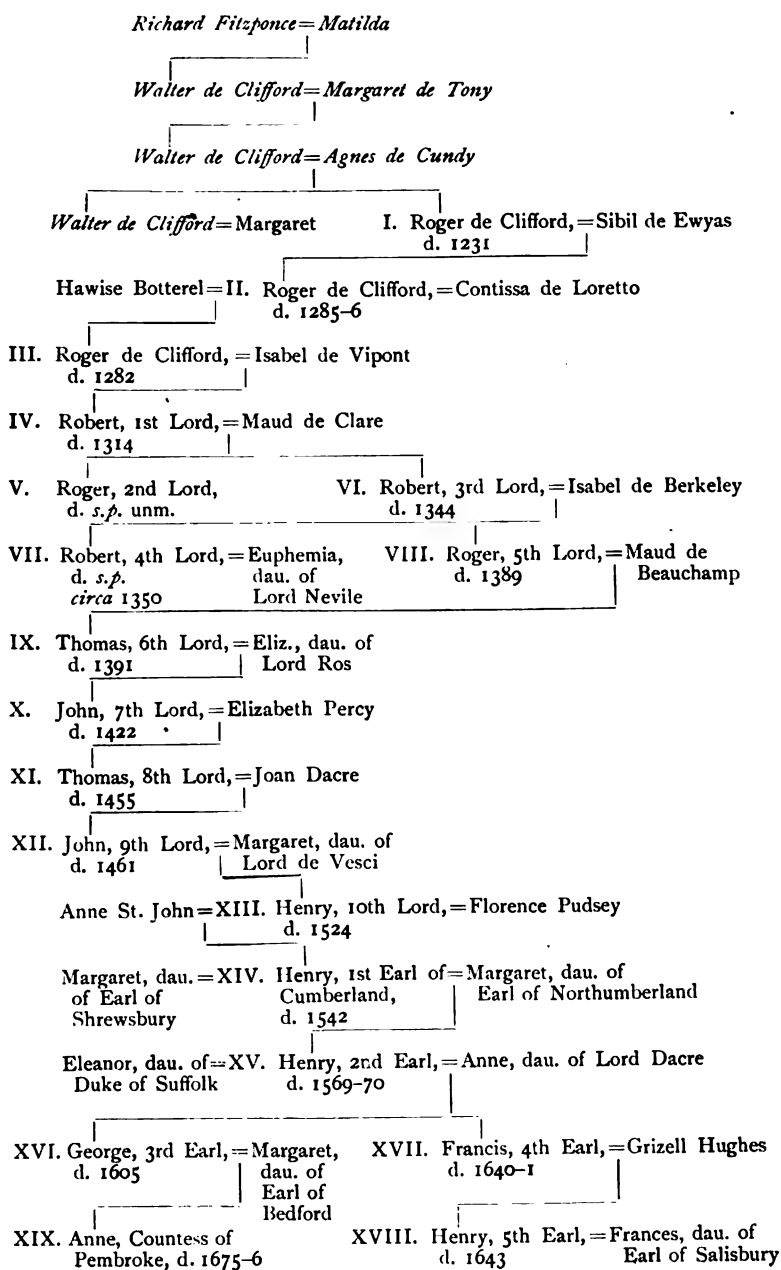 Richard Fitzponce=Matilda
Walter de Clifford=Margaret de Tony
Walter de Clifford=Agnes de Cundy
Walter de Clifford=Margaret I. Roger de Clifford,=Sibil de Ewyas
d. 1231
Hawise Botterel=II. Roger de Clifford,=Contissa de Loretto
d. 1285-6
III. Roger de Clifford,=Isabel de Vipont
d. 1282
IV. Robert, 1st Lord,=Maud de Clare
d. 1314
V. Roger, 2nd Lord, VI. Robert, 3rd Lord,=Isabel de Berkeley
d. s.p. unm. d. 1344
VII. Robert, 4th Lord,=Euphemia, VIII. Roger, 5th Lord,=Maud de
d. s.p. dau. of d. 1389 Beauchamp
circa 1350 Lord Nevile
IX. Thomas, 6th Lord,=Eliz., dau. of
d. 1391 Lord Ros
X. John, 7th Lord,=Elizabeth Percy
d. 1422
XI. Thomas, 8th Lord,=Joan Dacre
d. 1455
XII. John, 9th Lord,=Margaret, dau. of
d. 1461 Lord de Vesci
Anne St. John=XIII. Henry, 10th Lord,=Florence Pudsey
d. 1524
Margaret, dau.=XIV. Henry, 1st Earl of=Margaret, dau. of
of Earl of Cumberland, Earl of Northumberland
Shrewsbury d. 1542
Eleanor, dau. of=XV. Henry, 2nd Earl,=Anne, dau. of Lord Dacre
Duke of Suffolk d. 1569-70
XVI. George, 3rd Earl,=Margaret, XVII. Francis, 4th Earl,=Grizell Hughes
d. 1605 dau. of d. 1640-1
Earl of
Bedford
XIX. Anne, Countess of XVIII. Henry, 5th Earl,=Frances, dau. of
Pembroke, d. 1675-6 d. 1643 Earl of Salisbury